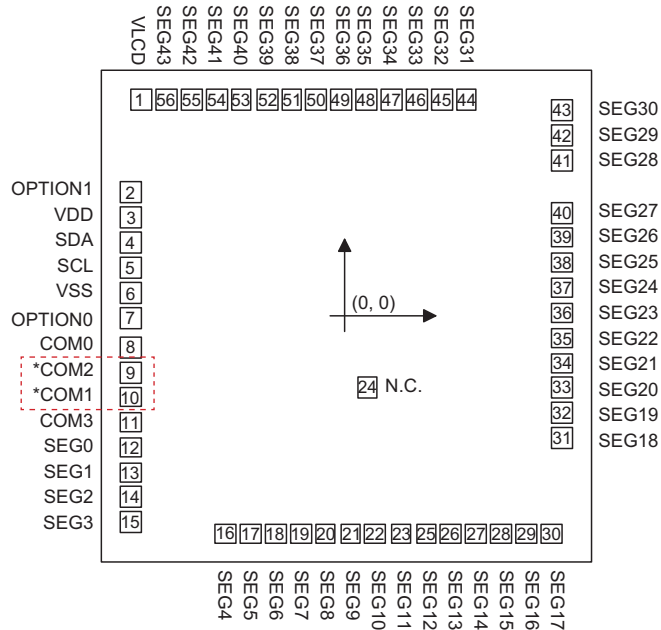 VLCD SEG43 SEG42 SEG41 SEG40 SEG39 SEG38 SEG37 SEG36 SEG35 SEG34 SEG33 SEG32 SEG31
1 56 55 54 53 52 51 50 49 48 47 46 45 44
43 SEG30
42 SEG29
41 SEG28
OPTION1 2
VDD 3
SDA 4
SCL 5
VSS 6
OPTION0 7
COM0 8
*COM2 9
*COM1 10
COM3 11
SEG0 12
SEG1 13
SEG2 14
SEG3 15
(0, 0)
24 N.C.
40 SEG27
39 SEG26
38 SEG25
37 SEG24
36 SEG23
35 SEG22
34 SEG21
33 SEG20
32 SEG19
31 SEG18
16 17 18 19 20 21 22 23 25 26 27 28 29 30
SEG4 SEG5 SEG6 SEG7 SEG8 SEG9 SEG10 SEG11 SEG12 SEG13 SEG14 SEG15 SEG16 SEG17